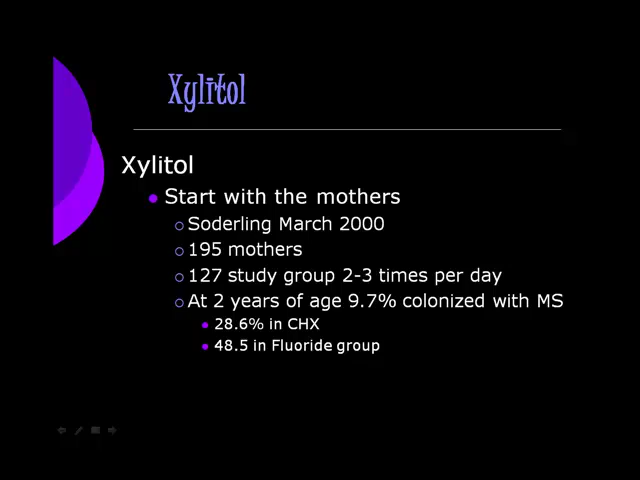 Xylitol
Xylitol
Start with the mothers
Soderling March 2000
195 mothers
127 study group 2-3 times per day
At 2 years of age 9.7% colonized with MS
28.6% in CHX
48.5 in Fluoride group